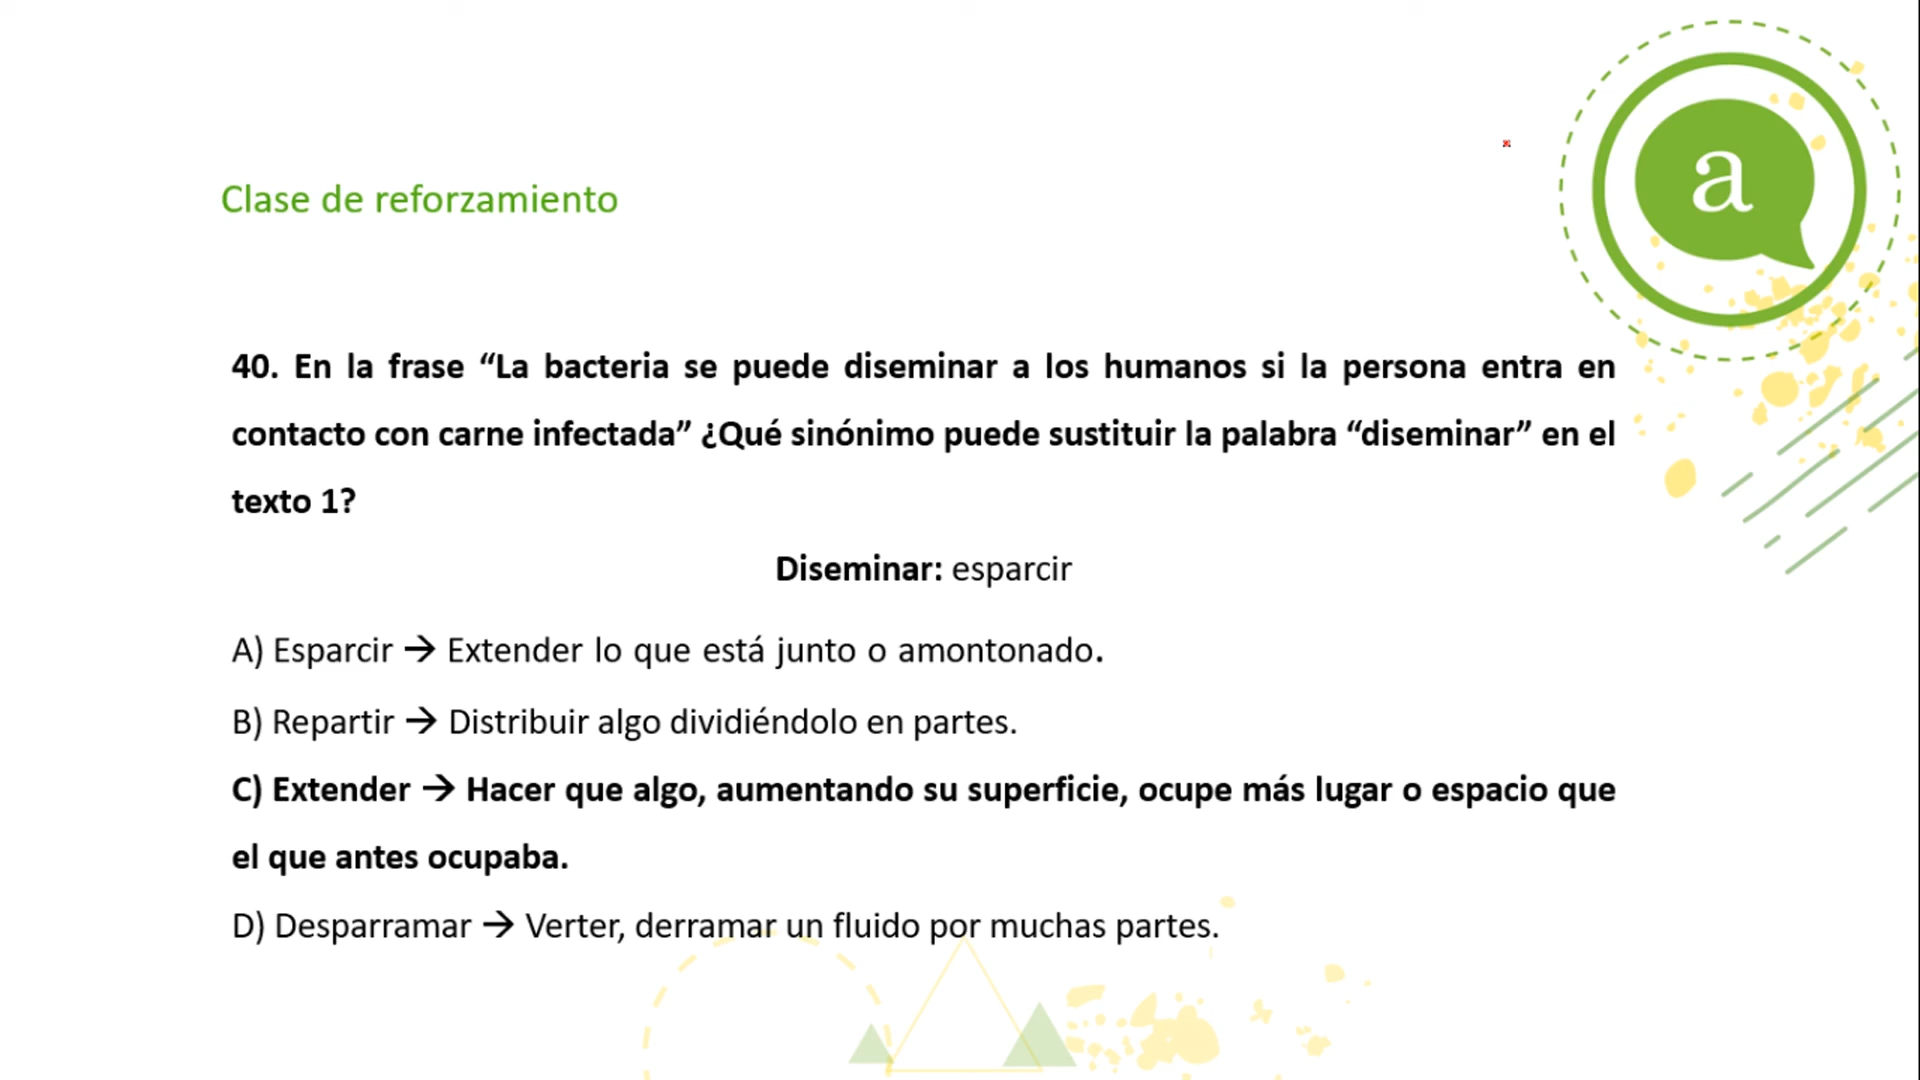 a
Clase de reforzamiento
40. En la frase “La bacteria se puede diseminar a los humanos si la persona entra en
contacto con carne infectada” ¿Qué sinónimo puede sustituir la palabra “diseminar” en el
texto 1?
Diseminar: esparcir
A) Esparcir → Extender lo que está junto o amontonado.
B) Repartir → Distribuir algo dividiéndolo en partes.
C) Extender → Hacer que algo, aumentando su superficie, ocupe más lugar o espacio que
el que antes ocupaba.
D) Desparramar → Verter, derramar un fluido por muchas partes.